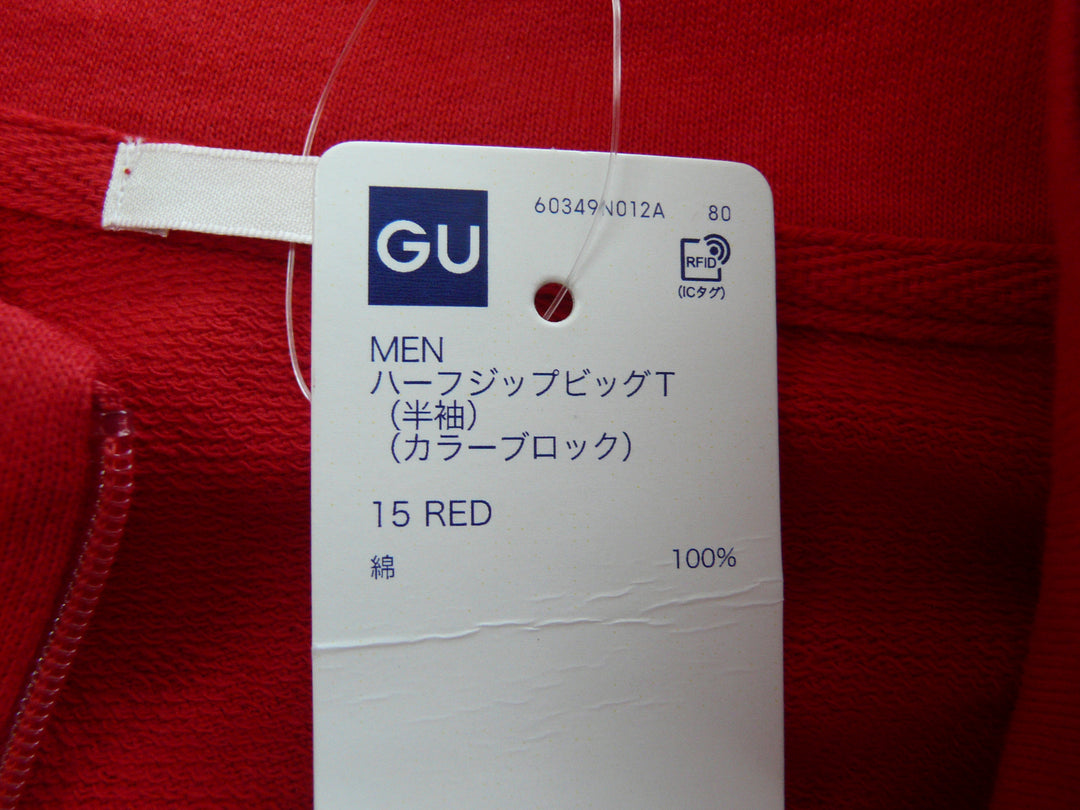 GU
60349N012A 80
RFID
(ICタグ)
MEN
ハーフジップビッグT
(半袖)
(カラーブロック)
15 RED
綿 100%